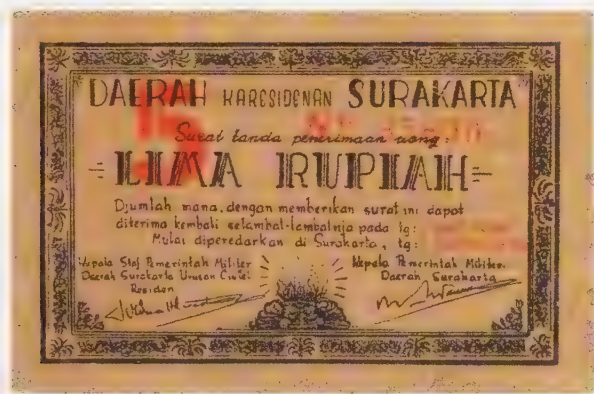 DAERAH KARESIDENAN SURAKARTA
5
Surat tanda penerimaan uang:
=LIMA RUPIAH=
Djumlah mana, dengan memberikan surat ini dapat
diterima kembali selambat-lambatnja pada tg:
Mulai diperedarkan di Surakarta, tg:
Kepala Staf Pemerintah Militer
Daerah Surakarta Urusan Civiel
Residen
Kepala Pemerintah Militer.
Daerah Surakarta